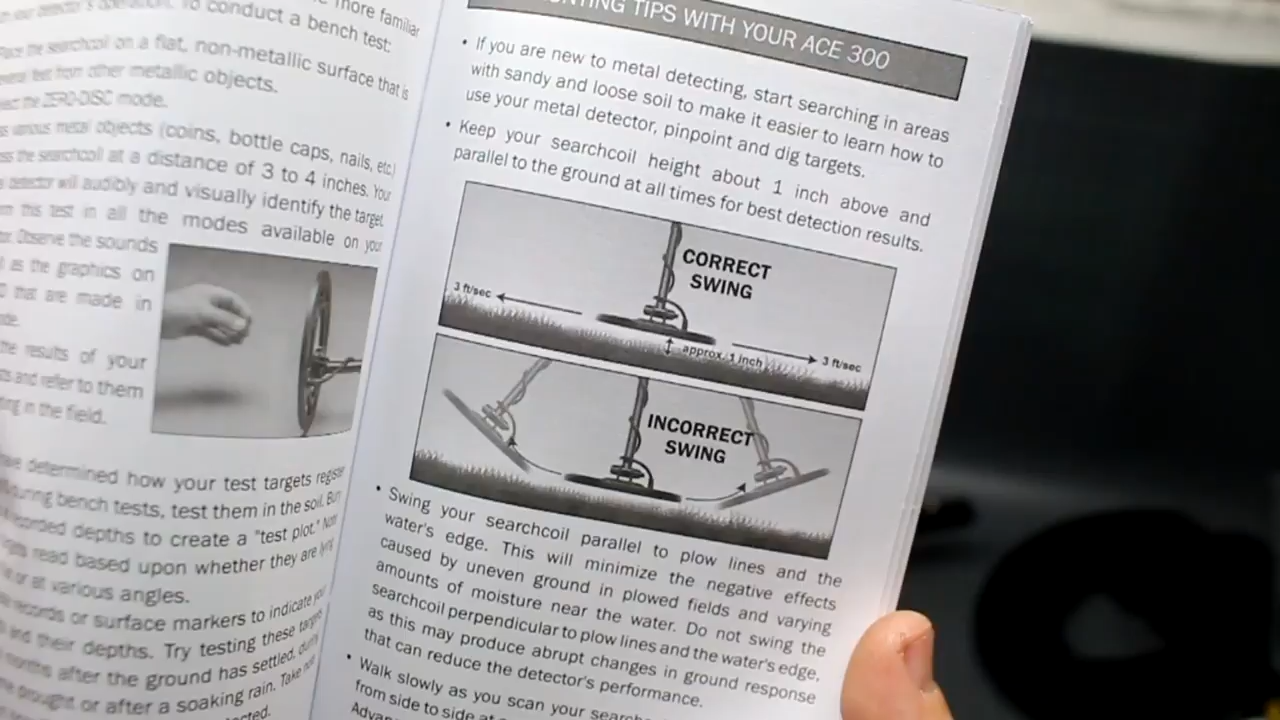 more familiar
To conduct a bench test:
the searchcoil on a flat, non-metallic surface that is
feet from other metallic objects.
the ZERO-DISC mode.
various metal objects (coins, bottle caps, nails, etc.)
the searchcoil at a distance of 3 to 4 inches. Your
detector will audibly and visually identify the target.
this test in all the modes available on your
Observe the sounds
as the graphics on
that are made in
the results of your
and refer to them
in the field.
determined how your test targets register
during bench tests, test them in the soil. Bury
recorded depths to create a "test plot." Note
read based upon whether they are lying
or at various angles.
records or surface markers to indicate
and their depths. Try testing these targets
months after the ground has settled, during
drought or after a soaking rain. Take
TIPS WITH YOUR ACE 300
• If you are new to metal detecting, start searching in areas
with sandy and loose soil to make it easier to learn how to
use your metal detector, pinpoint and dig targets.
• Keep your searchcoil height about 1 inch above and
parallel to the ground at all times for best detection results.
CORRECT
SWING
3 ft/sec
approx. 1 inch
3 ft/sec
INCORRECT
SWING
• Swing your searchcoil parallel to plow lines and the
water's edge. This will minimize the negative effects
caused by uneven ground in plowed fields and varying
amounts of moisture near the water. Do not swing the
searchcoil perpendicular to plow lines and the water's edge,
as this may produce abrupt changes in ground response
that can reduce the detector's performance.
• Walk slowly as you scan your
from side to side at